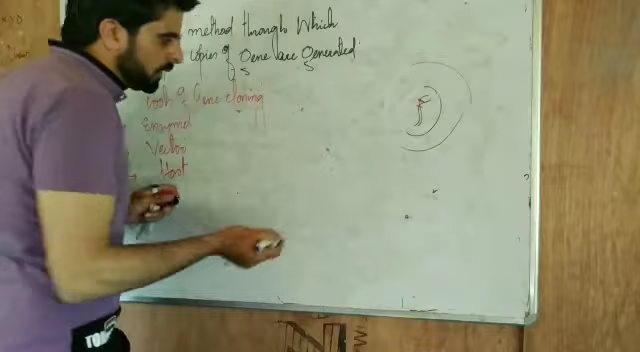 method through Which
copies of Gene are Generated
Tools of Gene cloning
Enzymes
Vector
Host